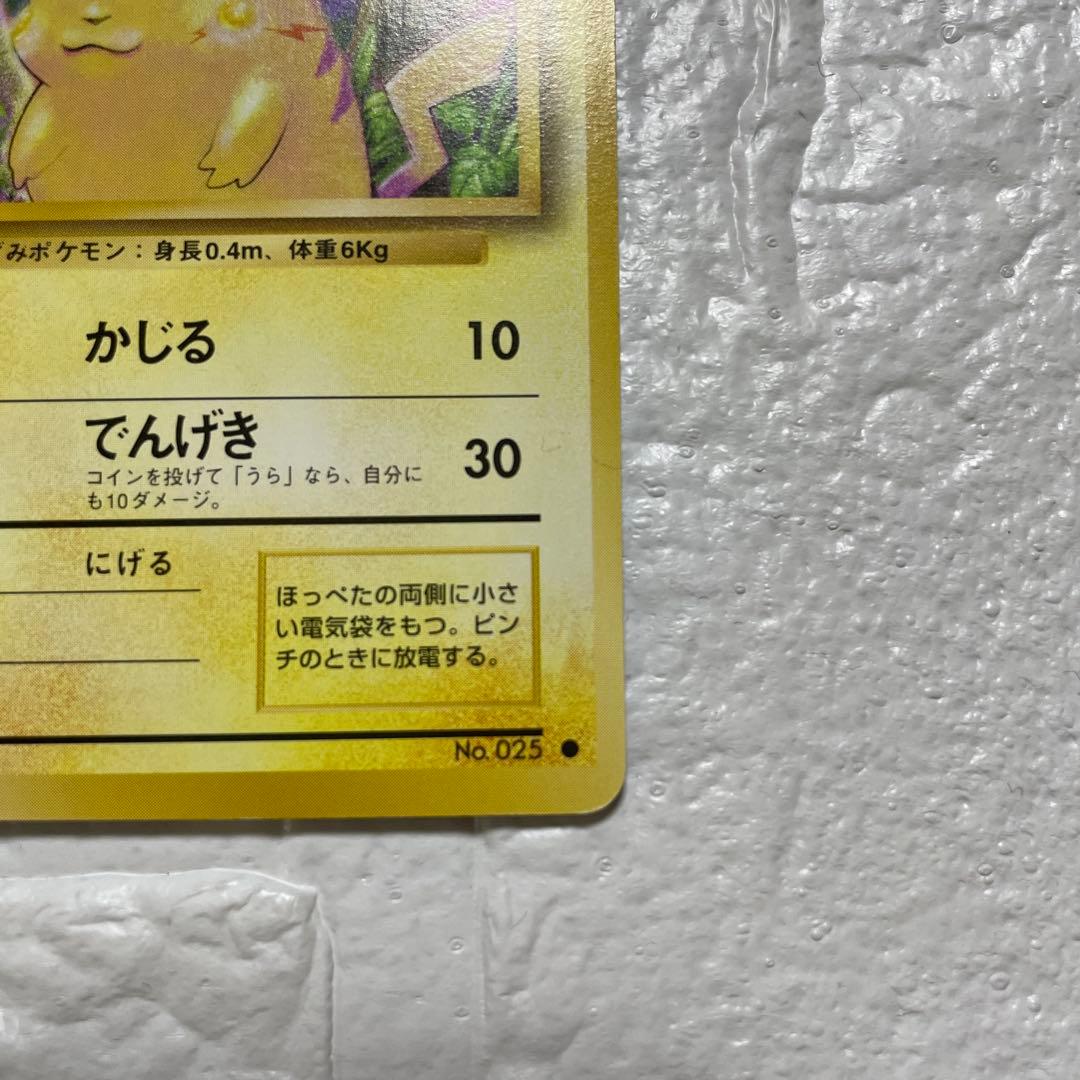 ずみポケモン：身長0.4m、体重6Kg
かじる 10
でんげき 30
コインを投げて「うら」なら、自分に
も10ダメージ。
にげる
ほっぺたの両側に小さ
い電気袋をもつ。ピン
チのときに放電する。
No. 025 ●